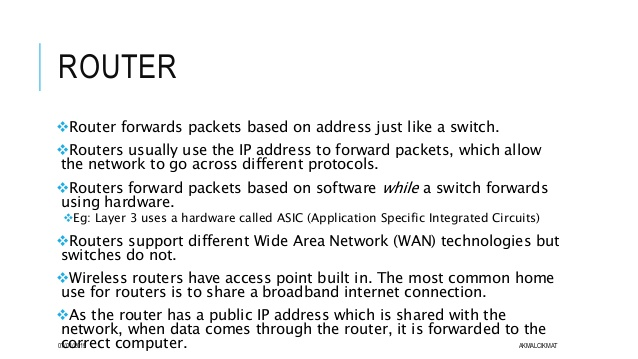 ROUTER
❖Router forwards packets based on address just like a switch.
❖Routers usually use the IP address to forward packets, which allow
the network to go across different protocols.
❖Routers forward packets based on software while a switch forwards
using hardware.
❖Eg: Layer 3 uses a hardware called ASIC (Application Specific Integrated Circuits)
❖Routers support different Wide Area Network (WAN) technologies but
switches do not.
❖Wireless routers have access point built in. The most common home
use for routers is to share a broadband internet connection.
❖As the router has a public IP address which is shared with the
network, when data comes through the router, it is forwarded to the
correct computer.
AKMALCIKMAT